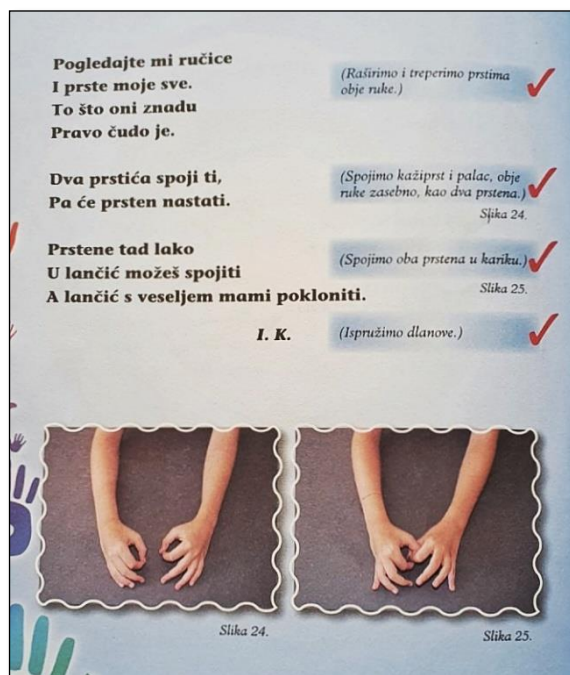 Pogledajte mi ručice
I prste moje sve.
To što oni znadu
Pravo čudo je.
(Raširimo i treperimo prstima
obje ruke.)
Dva prstića spoji ti,
Pa će prsten nastati.
(Spojimo kažiprst i palac, obje
ruke zasebno, kao dva prstena.)
Slika 24.
Prstene tad lako
U lančić možeš spojiti
A lančić s veseljem mami pokloniti.
(Spojimo oba prstena u kariku.)
Slika 25.
I. K.
(Ispružimo dlanove.)
Slika 24.
Slika 25.